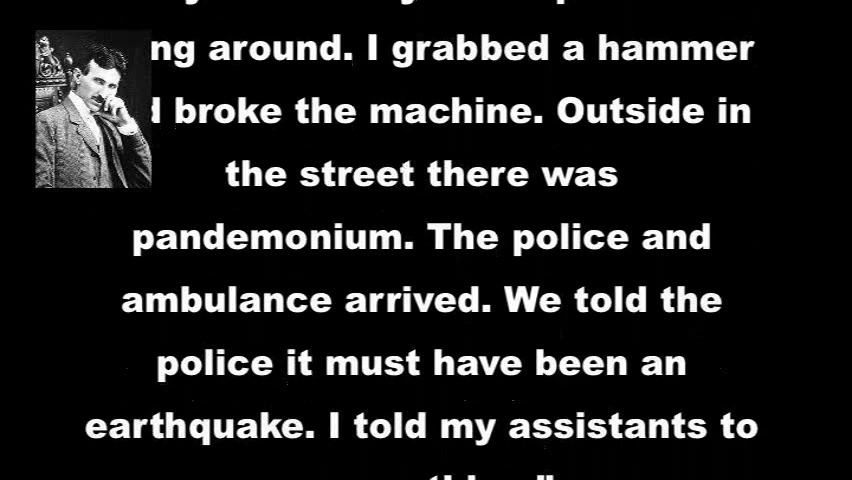 around. I grabbed a hammer
broke the machine. Outside in
the street there was
pandemonium. The police and
ambulance arrived. We told the
police it must have been an
earthquake. I told my assistants to